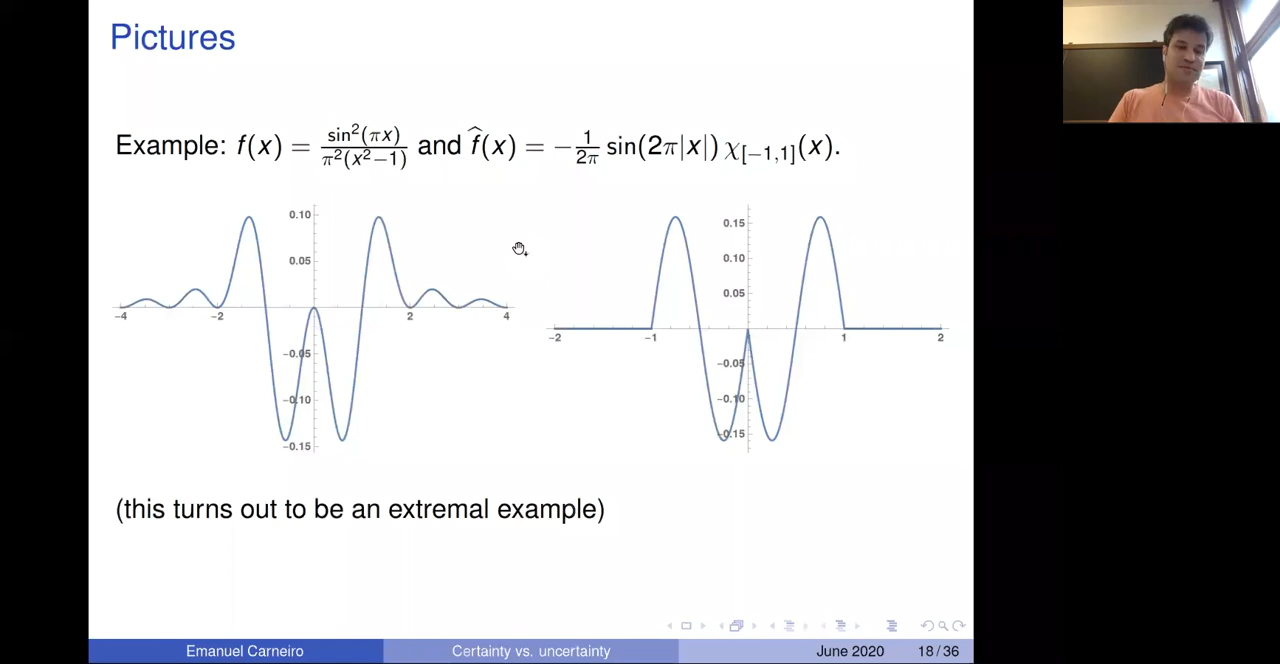 Pictures
Example: f(x) = sin²(πx) / π²(x²−1) and f̂(x) = −1/2π sin(2π|x|) χ[−1,1](x).
0.10
0.05
−4 −2 2 4
−0.05
−0.10
−0.15
0.15
0.10
0.05
−2 −1 1 2
−0.05
−0.10
−0.15
(this turns out to be an extremal example)
Emanuel Carneiro Certainty vs. uncertainty June 2020 18 / 36